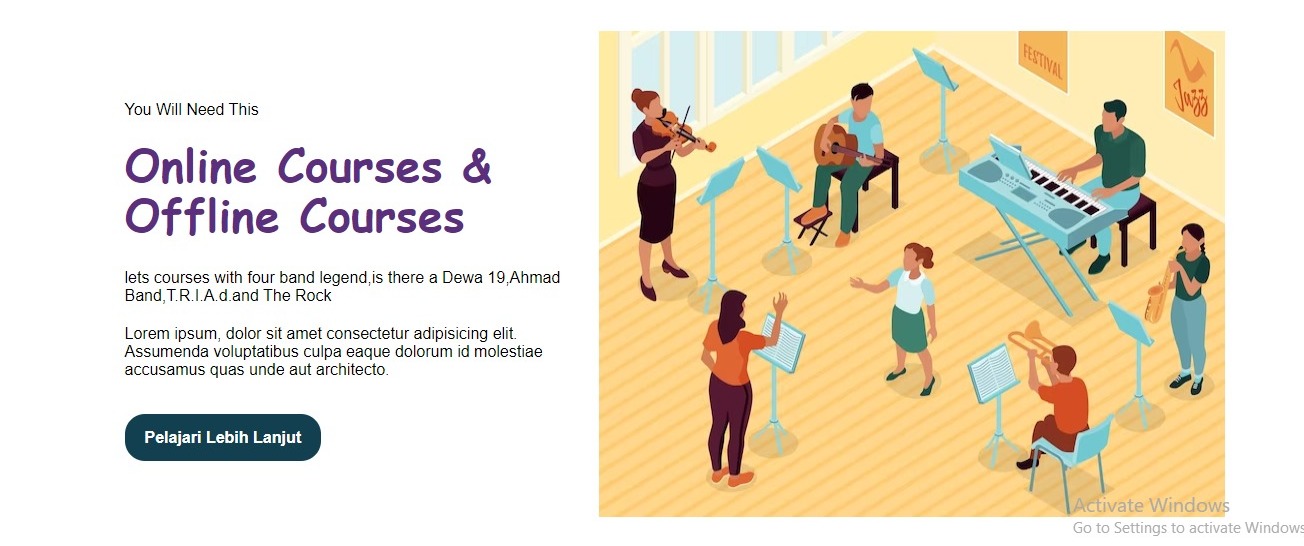 You Will Need This
Online Courses &
Offline Courses
lets courses with four band legend,is there a Dewa 19,Ahmad
Band,T.R.I.A.d.and The Rock
Lorem ipsum, dolor sit amet consectetur adipisicing elit.
Assumenda voluptatibus culpa eaque dolorum id molestiae
accusamus quas unde aut architecto.
Pelajari Lebih Lanjut
FESTIVAL
Jazz
Activate Windows
Go to Settings to activate Windows